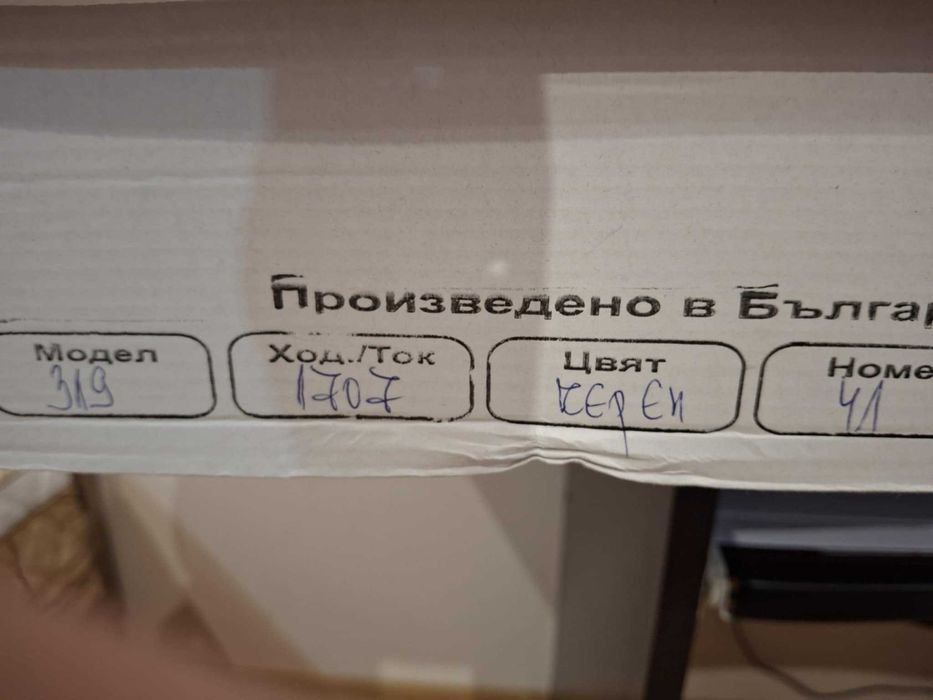 Произведено в Българ
Модел Ход./Ток Цвят Номе
319 1707 ЧЕРЕН 41